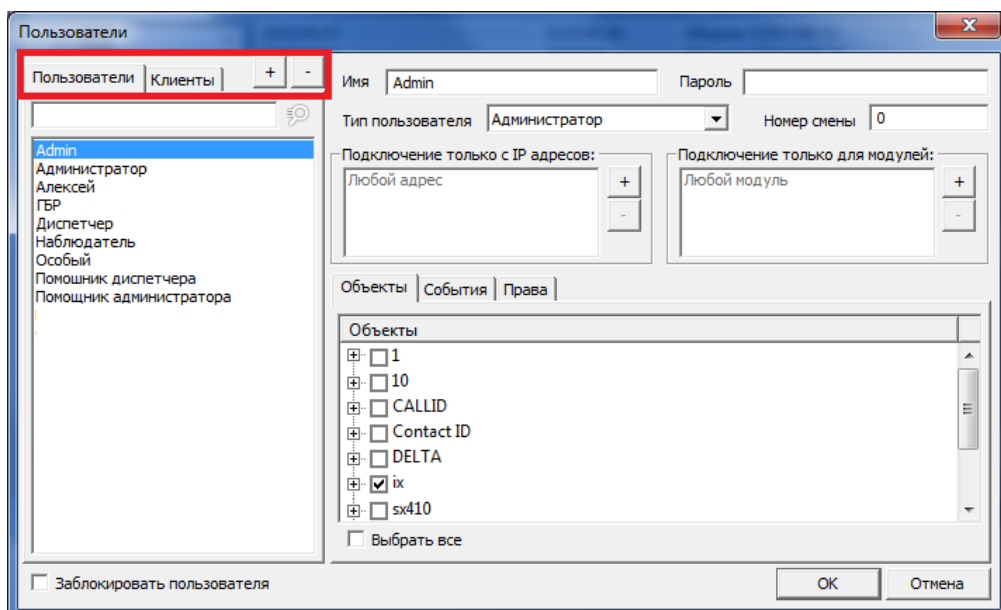 Пользователи
Пользователи Клиенты + -
Admin
Администратор
Алексей
ГБР
Диспетчер
Наблюдатель
Особый
Помошник диспетчера
Помощник администратора
Имя Admin Пароль
Тип пользователя Администратор Номер смены 0
Подключение только с IP адресов: Подключение только для модулей:
Любой адрес + Любой модуль +
- -
Объекты События Права
Объекты
1
10
CALLID
Contact ID
DELTA
ix
sx410
Выбрать все
Заблокировать пользователя OK Отмена